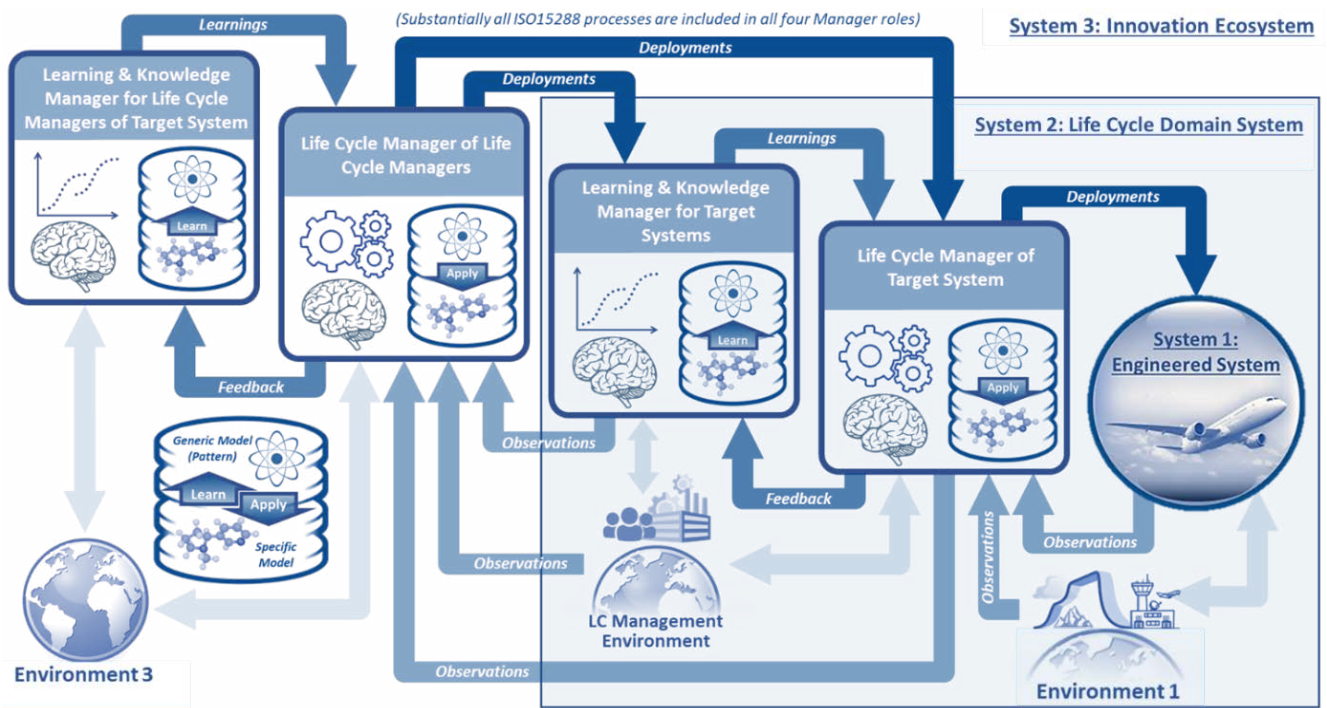 (Substantially all ISO15288 processes are included in all four Manager roles)
System 3: Innovation Ecosystem
Learnings
Deployments
Learning & Knowledge
Manager for Life Cycle
Managers of Target System
Learn
Deployments
Life Cycle Manager of Life
Cycle Managers
Apply
System 2: Life Cycle Domain System
Learnings
Learning & Knowledge
Manager for Target
Systems
Learn
Deployments
Life Cycle Manager of
Target System
Apply
System 1:
Engineered System
Feedback
Observations
Feedback
Observations
Observations
Generic Model
(Pattern)
Learn
Apply
Specific
Model
Observations
LC Management
Environment
Environment 3
Observations
Environment 1